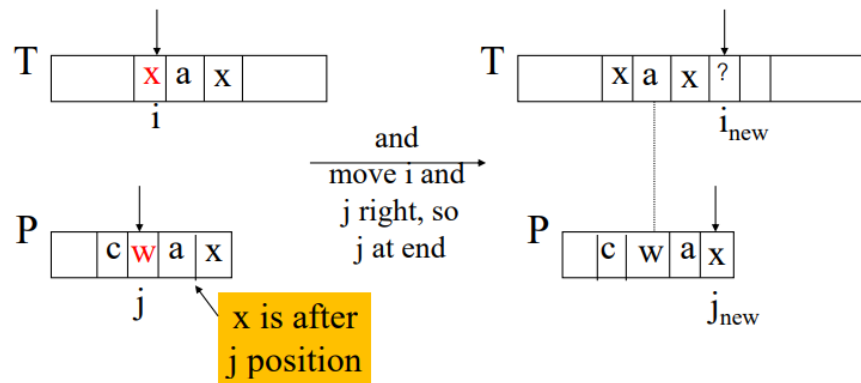 T
x a x
i
P
c w a x
j
x is after
j position
and
move i and
j right, so
j at end
T
x a x ?
i new
P
c w a x
j new